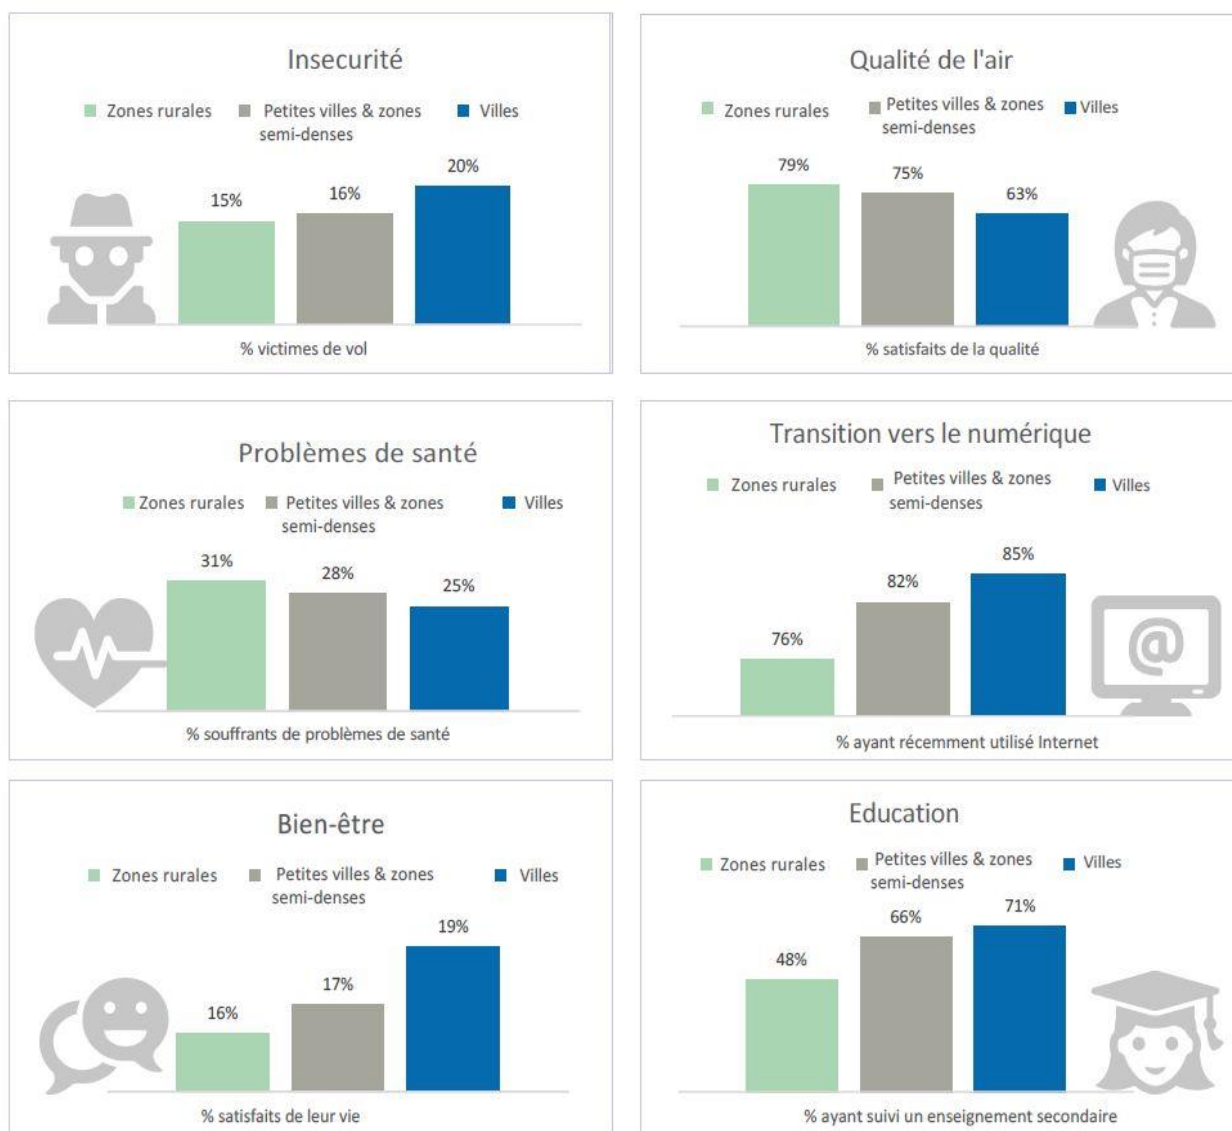 Insecurité
Zones rurales
Petites villes & zones
semi-denses
Villes
15%
16%
20%
% victimes de vol
Qualité de l'air
Zones rurales
Petites villes & zones
semi-denses
Villes
79%
75%
63%
% satisfaits de la qualité
Problèmes de santé
Zones rurales
Petites villes & zones
semi-denses
Villes
31%
28%
25%
% souffrants de problèmes de santé
Transition vers le numérique
Zones rurales
Petites villes & zones
semi-denses
Villes
76%
82%
85%
@
% ayant récemment utilisé Internet
Bien-être
Zones rurales
Petites villes & zones
semi-denses
Villes
16%
17%
19%
% satisfaits de leur vie
Education
Zones rurales
Petites villes & zones
semi-denses
Villes
48%
66%
71%
% ayant suivi un enseignement secondaire